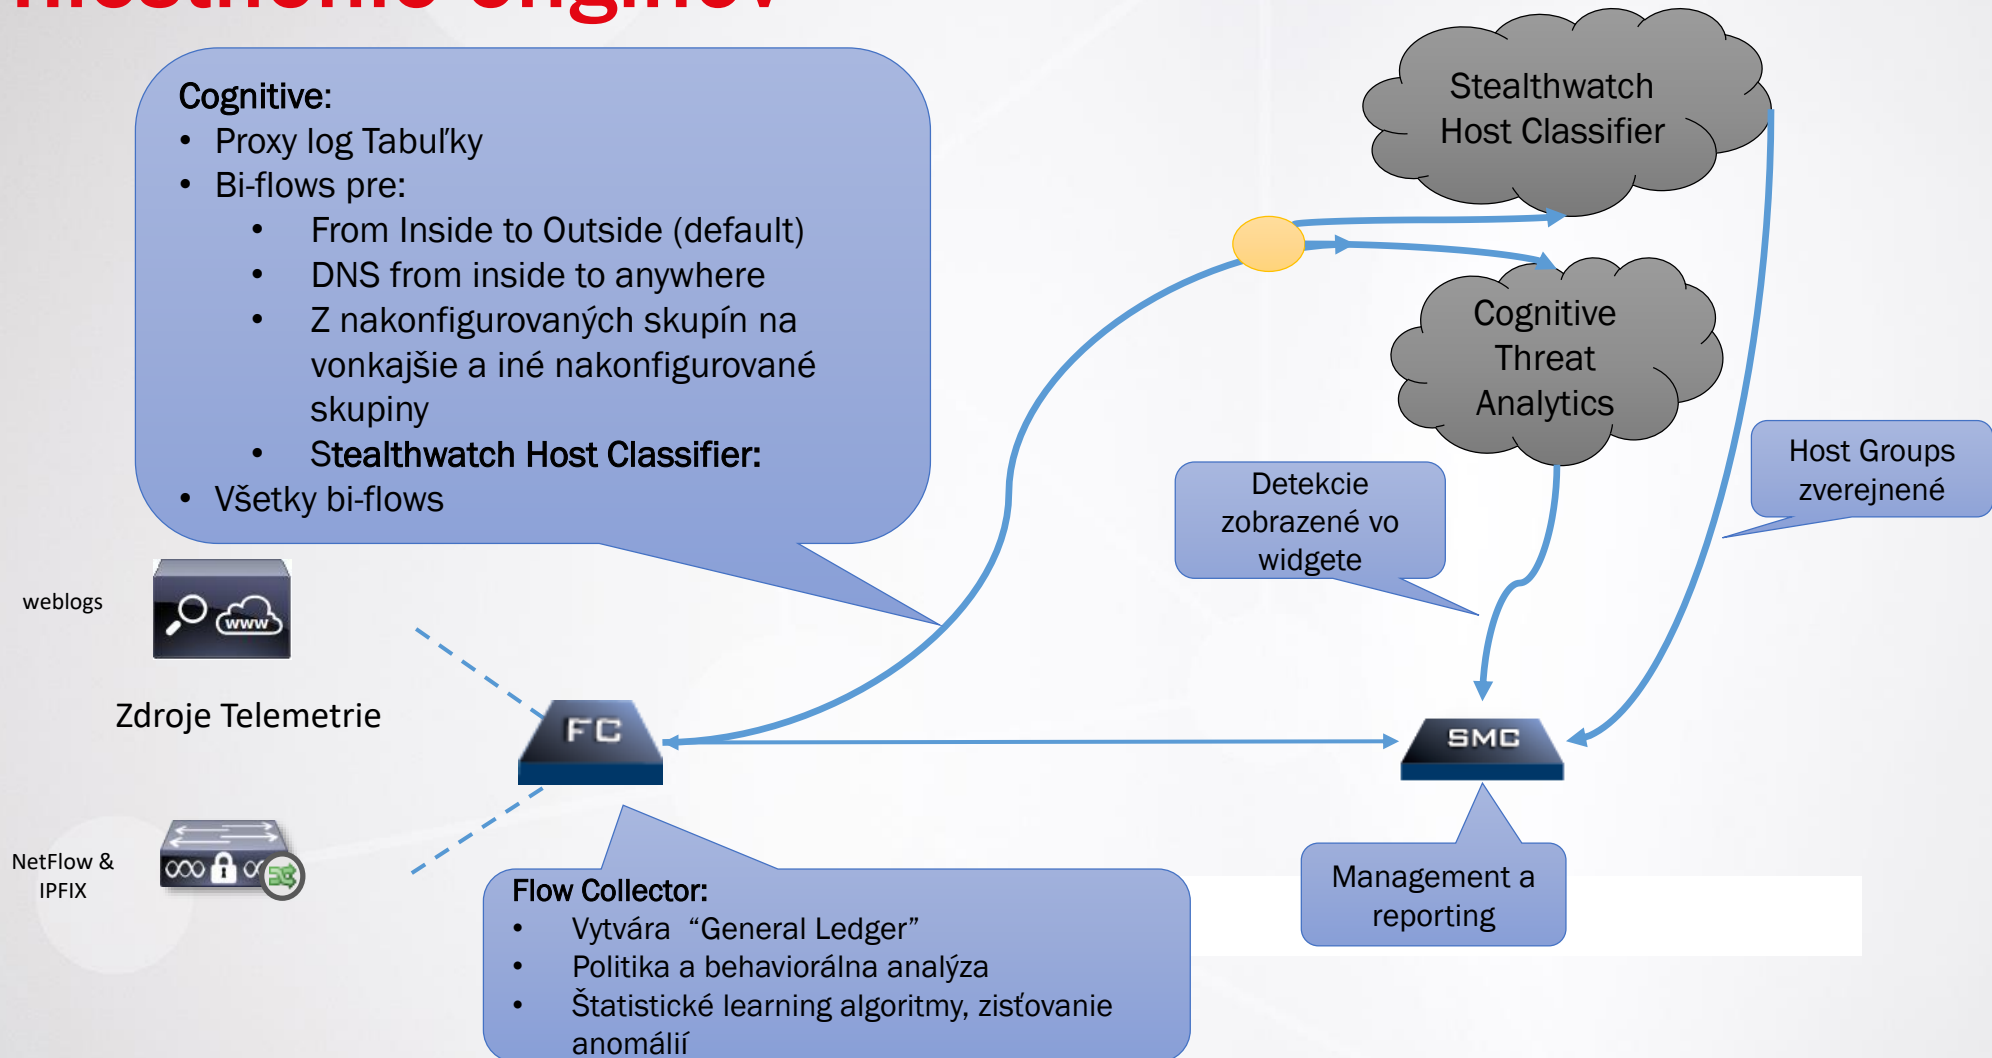 Cognitive:
• Proxy log Tabuľky
• Bi-flows pre:
• From Inside to Outside (default)
• DNS from inside to anywhere
• Z nakonfigurovaných skupín na
vonkajšie a iné nakonfigurované
skupiny
• Stealthwatch Host Classifier:
• Všetky bi-flows
Stealthwatch
Host Classifier
Cognitive
Threat
Analytics
Host Groups
zverejnené
Detekcie
zobrazené vo
widgete
weblogs
www
Zdroje Telemetrie
FC
SMC
NetFlow &
IPFIX
Flow Collector:
• Vytvára “General Ledger”
• Politika a behaviorálna analýza
• Štatistické learning algoritmy, zisťovanie
anomálií
Management a
reporting